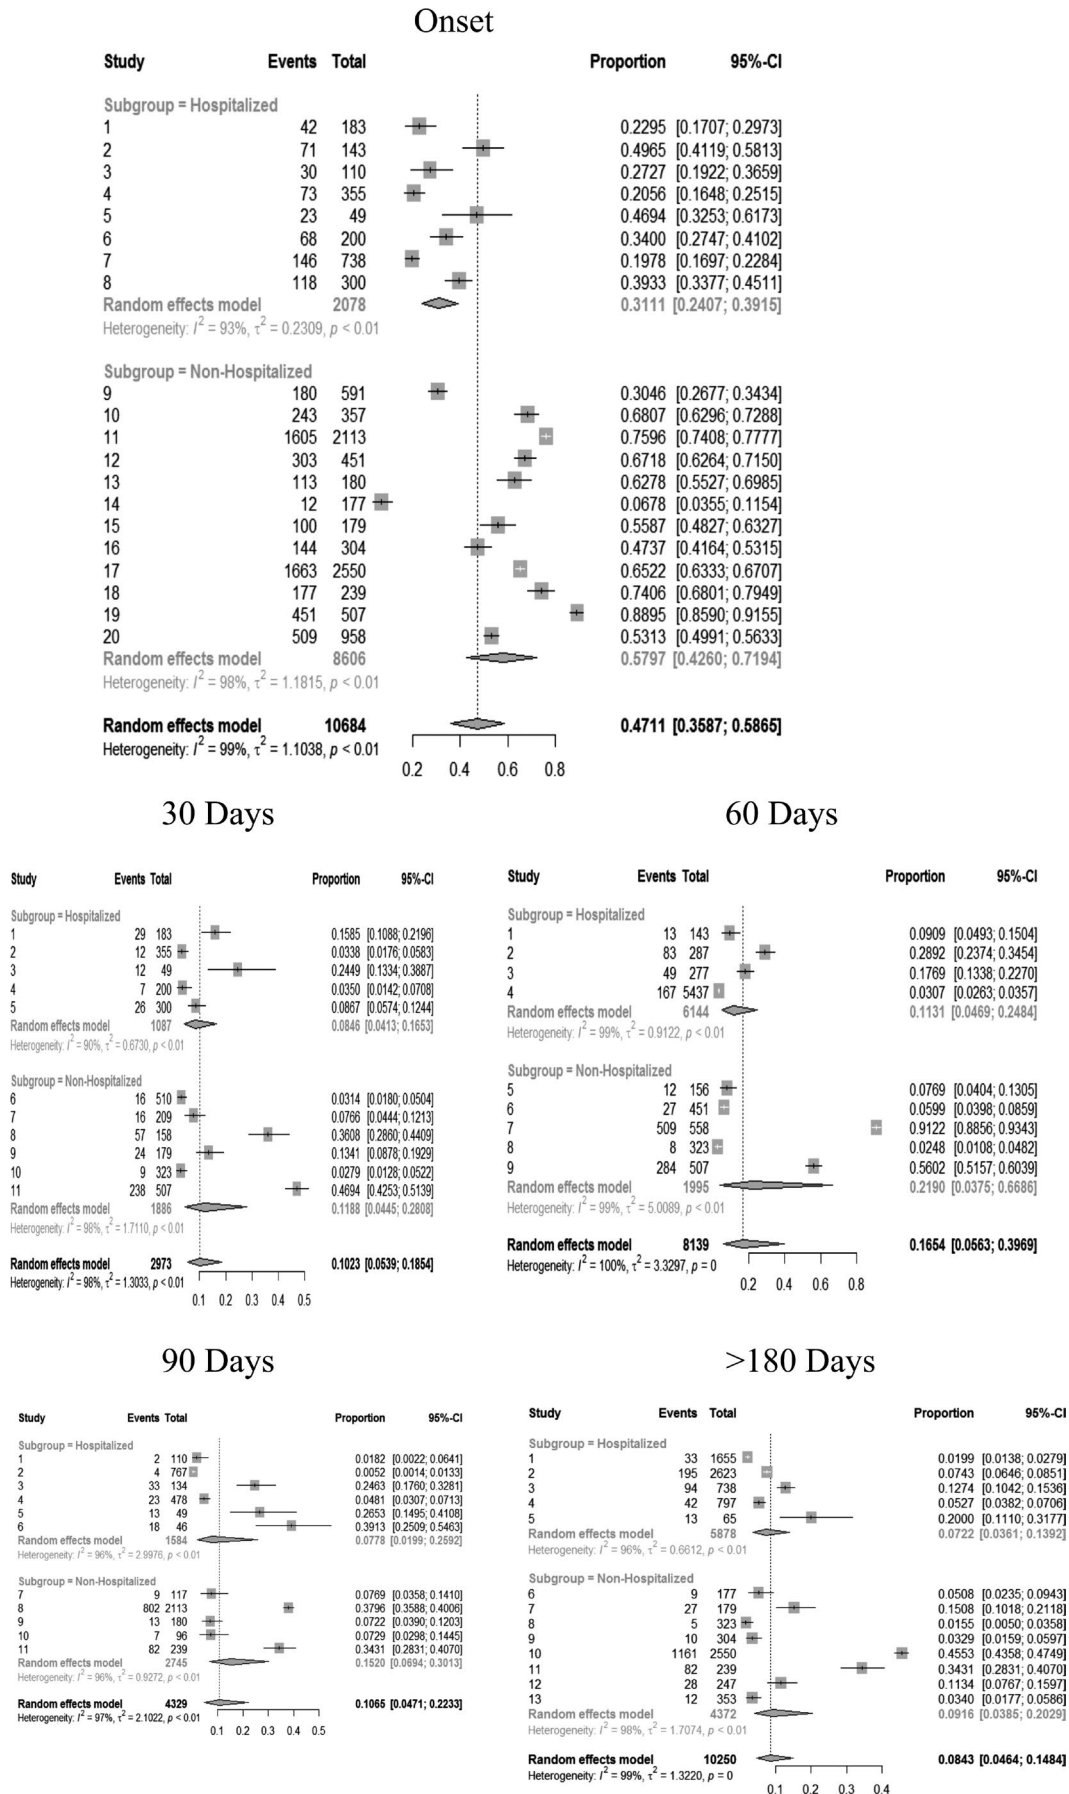 Onset
Study Events Total Proportion 95%-CI
Subgroup = Hospitalized
1 42 183 0.2295 [0.1707; 0.2973]
2 71 143 0.4965 [0.4119; 0.5813]
3 30 110 0.2727 [0.1922; 0.3659]
4 73 355 0.2056 [0.1648; 0.2515]
5 23 49 0.4694 [0.3253; 0.6173]
6 68 200 0.3400 [0.2747; 0.4102]
7 146 738 0.1978 [0.1697; 0.2284]
8 118 300 0.3933 [0.3377; 0.4511]
Random effects model 2078 0.3111 [0.2407; 0.3915]
Heterogeneity: I² = 93%, τ² = 0.2309, p < 0.01
Subgroup = Non-Hospitalized
9 180 591 0.3046 [0.2677; 0.3434]
10 243 357 0.6807 [0.6296; 0.7288]
11 1605 2113 0.7596 [0.7408; 0.7777]
12 303 451 0.6718 [0.6264; 0.7150]
13 113 180 0.6278 [0.5527; 0.6985]
14 12 177 0.0678 [0.0355; 0.1154]
15 100 179 0.5587 [0.4827; 0.6327]
16 144 304 0.4737 [0.4164; 0.5315]
17 1663 2550 0.6522 [0.6333; 0.6707]
18 177 239 0.7406 [0.6801; 0.7949]
19 451 507 0.8895 [0.8590; 0.9155]
20 509 958 0.5313 [0.4991; 0.5633]
Random effects model 8606 0.5797 [0.4260; 0.7194]
Heterogeneity: I² = 98%, τ² = 1.1815, p < 0.01
Random effects model 10684 0.4711 [0.3587; 0.5865]
Heterogeneity: I² = 99%, τ² = 1.1038, p < 0.01
0.2 0.4 0.6 0.8
30 Days
Study Events Total Proportion 95%-CI
Subgroup = Hospitalized
1 29 183 0.1585 [0.1088; 0.2196]
2 12 355 0.0338 [0.0176; 0.0583]
3 12 49 0.2449 [0.1334; 0.3887]
4 7 200 0.0350 [0.0142; 0.0708]
5 26 300 0.0867 [0.0574; 0.1244]
Random effects model 1087 0.0846 [0.0413; 0.1653]
Heterogeneity: I² = 90%, τ² = 0.6730, p < 0.01
Subgroup = Non-Hospitalized
6 16 510 0.0314 [0.0180; 0.0504]
7 16 209 0.0766 [0.0444; 0.1213]
8 57 158 0.3608 [0.2860; 0.4409]
9 24 179 0.1341 [0.0878; 0.1929]
10 9 323 0.0279 [0.0128; 0.0522]
11 238 507 0.4694 [0.4253; 0.5139]
Random effects model 1886 0.1188 [0.0445; 0.2808]
Heterogeneity: I² = 98%, τ² = 1.7110, p < 0.01
Random effects model 2973 0.1023 [0.0539; 0.1854]
Heterogeneity: I² = 98%, τ² = 1.3033, p < 0.01
0.1 0.2 0.3 0.4 0.5
60 Days
Study Events Total Proportion 95%-CI
Subgroup = Hospitalized
1 13 143 0.0909 [0.0493; 0.1504]
2 83 287 0.2892 [0.2374; 0.3454]
3 49 277 0.1769 [0.1338; 0.2270]
4 167 5437 0.0307 [0.0263; 0.0357]
Random effects model 6144 0.1131 [0.0469; 0.2484]
Heterogeneity: I² = 99%, τ² = 0.9122, p < 0.01
Subgroup = Non-Hospitalized
5 12 156 0.0769 [0.0404; 0.1305]
6 27 451 0.0599 [0.0398; 0.0859]
7 509 558 0.9122 [0.8856; 0.9343]
8 8 323 0.0248 [0.0108; 0.0482]
9 284 507 0.5602 [0.5157; 0.6039]
Random effects model 1995 0.2190 [0.0375; 0.6686]
Heterogeneity: I² = 99%, τ² = 5.0089, p < 0.01
Random effects model 8139 0.1654 [0.0563; 0.3969]
Heterogeneity: I² = 100%, τ² = 3.3297, p = 0
0.2 0.4 0.6 0.8
90 Days
Study Events Total Proportion 95%-CI
Subgroup = Hospitalized
1 2 110 0.0182 [0.0022; 0.0641]
2 4 767 0.0052 [0.0014; 0.0133]
3 33 134 0.2463 [0.1760; 0.3281]
4 23 478 0.0481 [0.0307; 0.0713]
5 13 49 0.2653 [0.1495; 0.4108]
6 18 46 0.3913 [0.2509; 0.5463]
Random effects model 1584 0.0778 [0.0199; 0.2592]
Heterogeneity: I² = 96%, τ² = 2.9976, p < 0.01
Subgroup = Non-Hospitalized
7 9 117 0.0769 [0.0358; 0.1410]
8 802 2113 0.3796 [0.3588; 0.4006]
9 13 180 0.0722 [0.0390; 0.1203]
10 7 96 0.0729 [0.0298; 0.1445]
11 82 239 0.3431 [0.2831; 0.4070]
Random effects model 2745 0.1520 [0.0694; 0.3013]
Heterogeneity: I² = 96%, τ² = 0.9272, p < 0.01
Random effects model 4329 0.1065 [0.0471; 0.2233]
Heterogeneity: I² = 97%, τ² = 2.1022, p < 0.01
0.1 0.2 0.3 0.4 0.5
>180 Days
Study Events Total Proportion 95%-CI
Subgroup = Hospitalized
1 33 1655 0.0199 [0.0138; 0.0279]
2 195 2623 0.0743 [0.0646; 0.0851]
3 94 738 0.1274 [0.1042; 0.1536]
4 42 797 0.0527 [0.0382; 0.0706]
5 13 65 0.2000 [0.1110; 0.3177]
Random effects model 5878 0.0722 [0.0361; 0.1392]
Heterogeneity: I² = 96%, τ² = 0.6612, p < 0.01
Subgroup = Non-Hospitalized
6 9 177 0.0508 [0.0235; 0.0943]
7 27 179 0.1508 [0.1018; 0.2118]
8 5 323 0.0155 [0.0050; 0.0358]
9 10 304 0.0329 [0.0159; 0.0597]
10 1161 2550 0.4553 [0.4358; 0.4749]
11 82 239 0.3431 [0.2831; 0.4070]
12 28 247 0.1134 [0.0767; 0.1597]
13 12 353 0.0340 [0.0177; 0.0586]
Random effects model 4372 0.0916 [0.0385; 0.2029]
Heterogeneity: I² = 98%, τ² = 1.7074, p < 0.01
Random effects model 10250 0.0843 [0.0464; 0.1484]
Heterogeneity: I² = 99%, τ² = 1.3220, p = 0
0.1 0.2 0.3 0.4